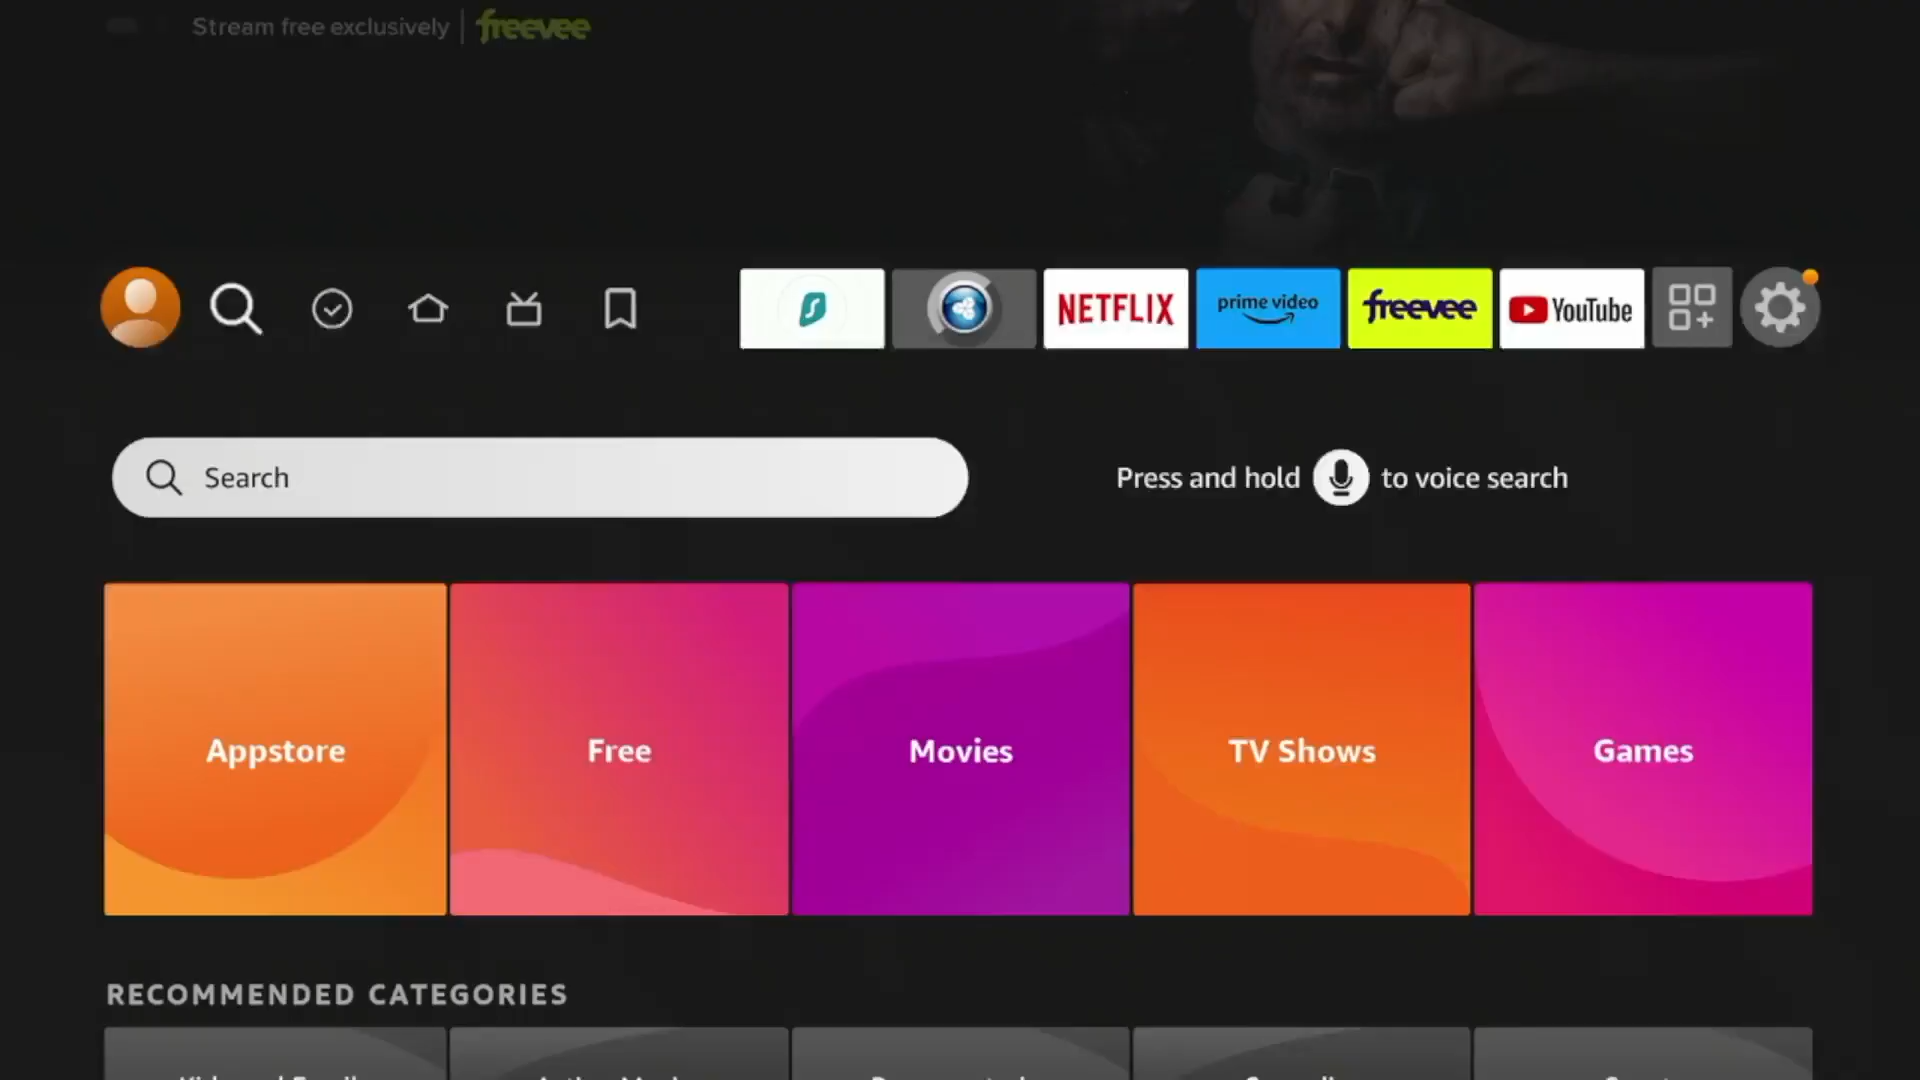 Stream free exclusively | freevee
NETFLIX
prime video
freevee
YouTube
Search
Press and hold to voice search
Appstore
Free
Movies
TV Shows
Games
RECOMMENDED CATEGORIES